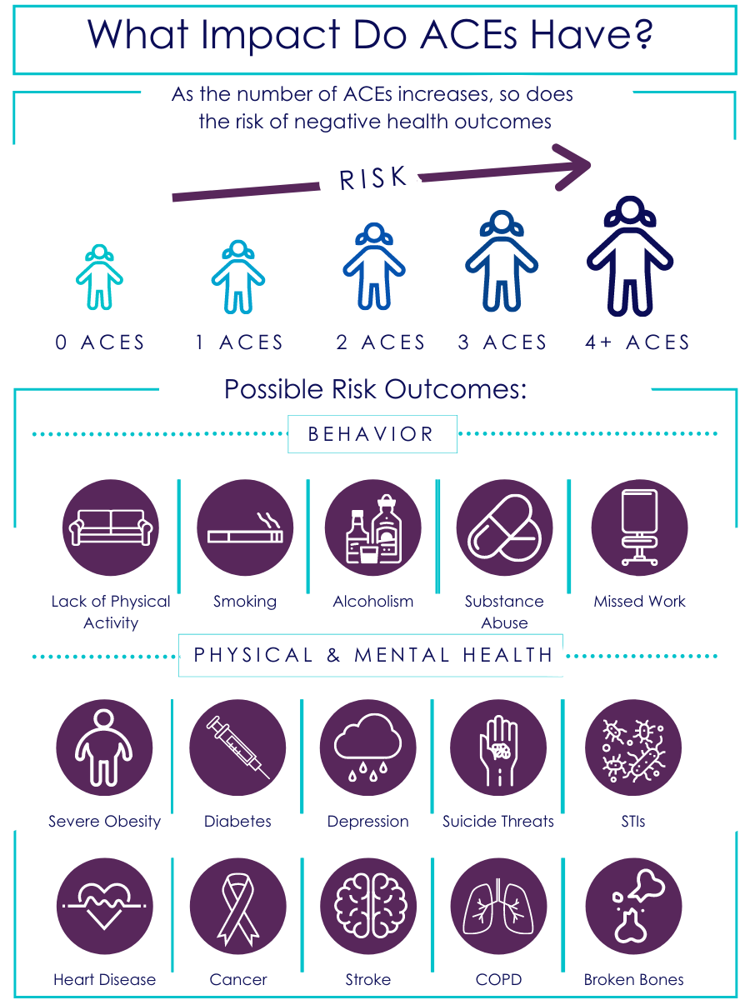 What Impact Do ACEs Have?
As the number of ACEs increases, so does
the risk of negative health outcomes
RISK
0 ACES
1 ACES
2 ACES
3 ACES
4+ ACES
Possible Risk Outcomes:
BEHAVIOR
Lack of Physical
Activity
Smoking
Alcoholism
Substance
Abuse
Missed Work
PHYSICAL & MENTAL HEALTH
Severe Obesity
Diabetes
Depression
Suicide Threats
STIs
Heart Disease
Cancer
Stroke
COPD
Broken Bones